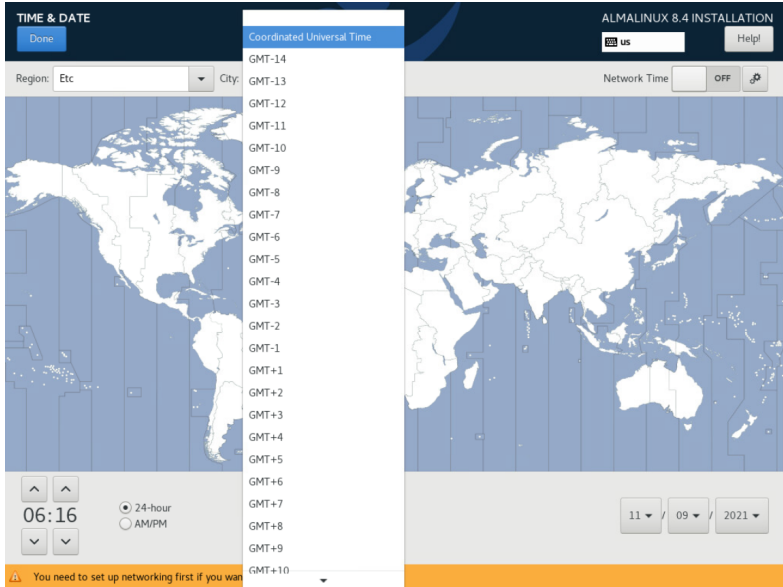 TIME & DATE
ALMALINUX 8.4 INSTALLATION
Done
us
Help!
Region: Etc
City:
Network Time
OFF
Coordinated Universal Time
GMT-14
GMT-13
GMT-12
GMT-11
GMT-10
GMT-9
GMT-8
GMT-7
GMT-6
GMT-5
GMT-4
GMT-3
GMT-2
GMT-1
GMT+1
GMT+2
GMT+3
GMT+4
GMT+5
GMT+6
GMT+7
GMT+8
GMT+9
GMT+10
06:16
24-hour
AM/PM
11 / 09 / 2021
You need to set up networking first if you wan